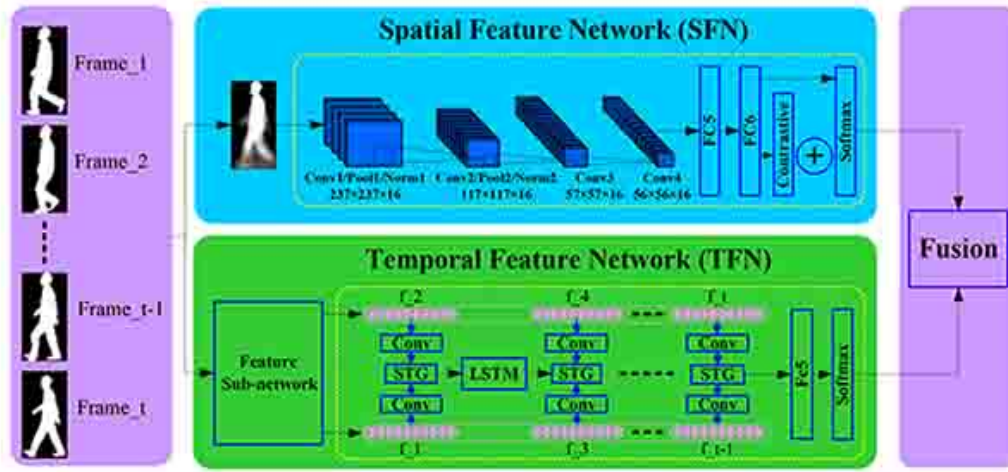 Frame_1
Frame_2
Frame_t-1
Frame_t
Spatial Feature Network (SFN)
Conv1/Pool1/Norm1
237×237×16
Conv2/Pool2/Norm2
117×117×16
Conv3
57×57×16
Conv4
56×56×16
FC5
FC6
Contrastive
+
Softmax
Temporal Feature Network (TFN)
Feature
Sub-network
f_2
f_4
f_t
Conv
Conv
Conv
STG
LSTM
STG
STG
Conv
Conv
Conv
f_1
f_3
f_t-1
Fc5
Softmax
Fusion